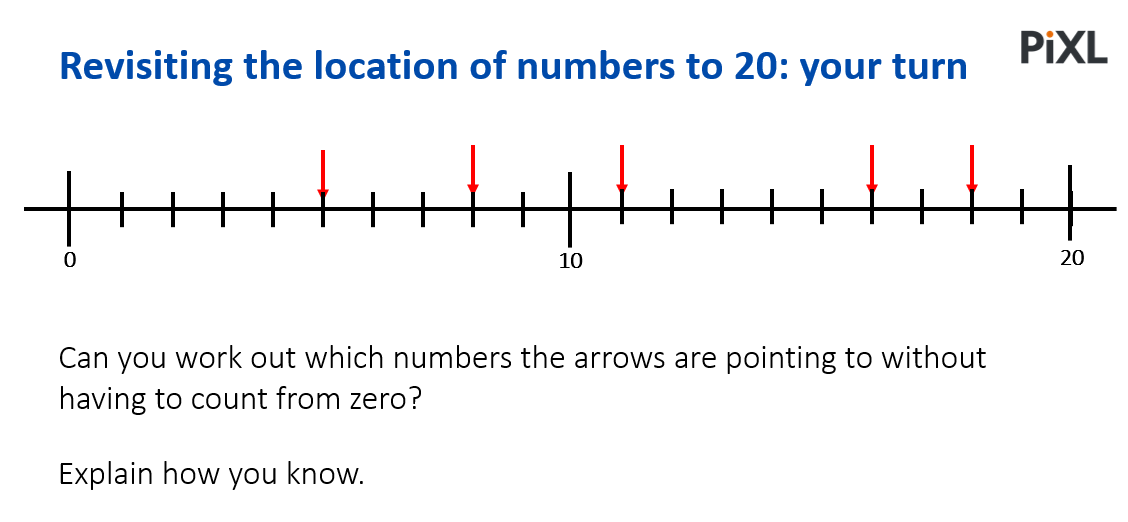 PiXL
Revisiting the location of numbers to 20: your turn
0
10
20
Can you work out which numbers the arrows are pointing to without
having to count from zero?
Explain how you know.